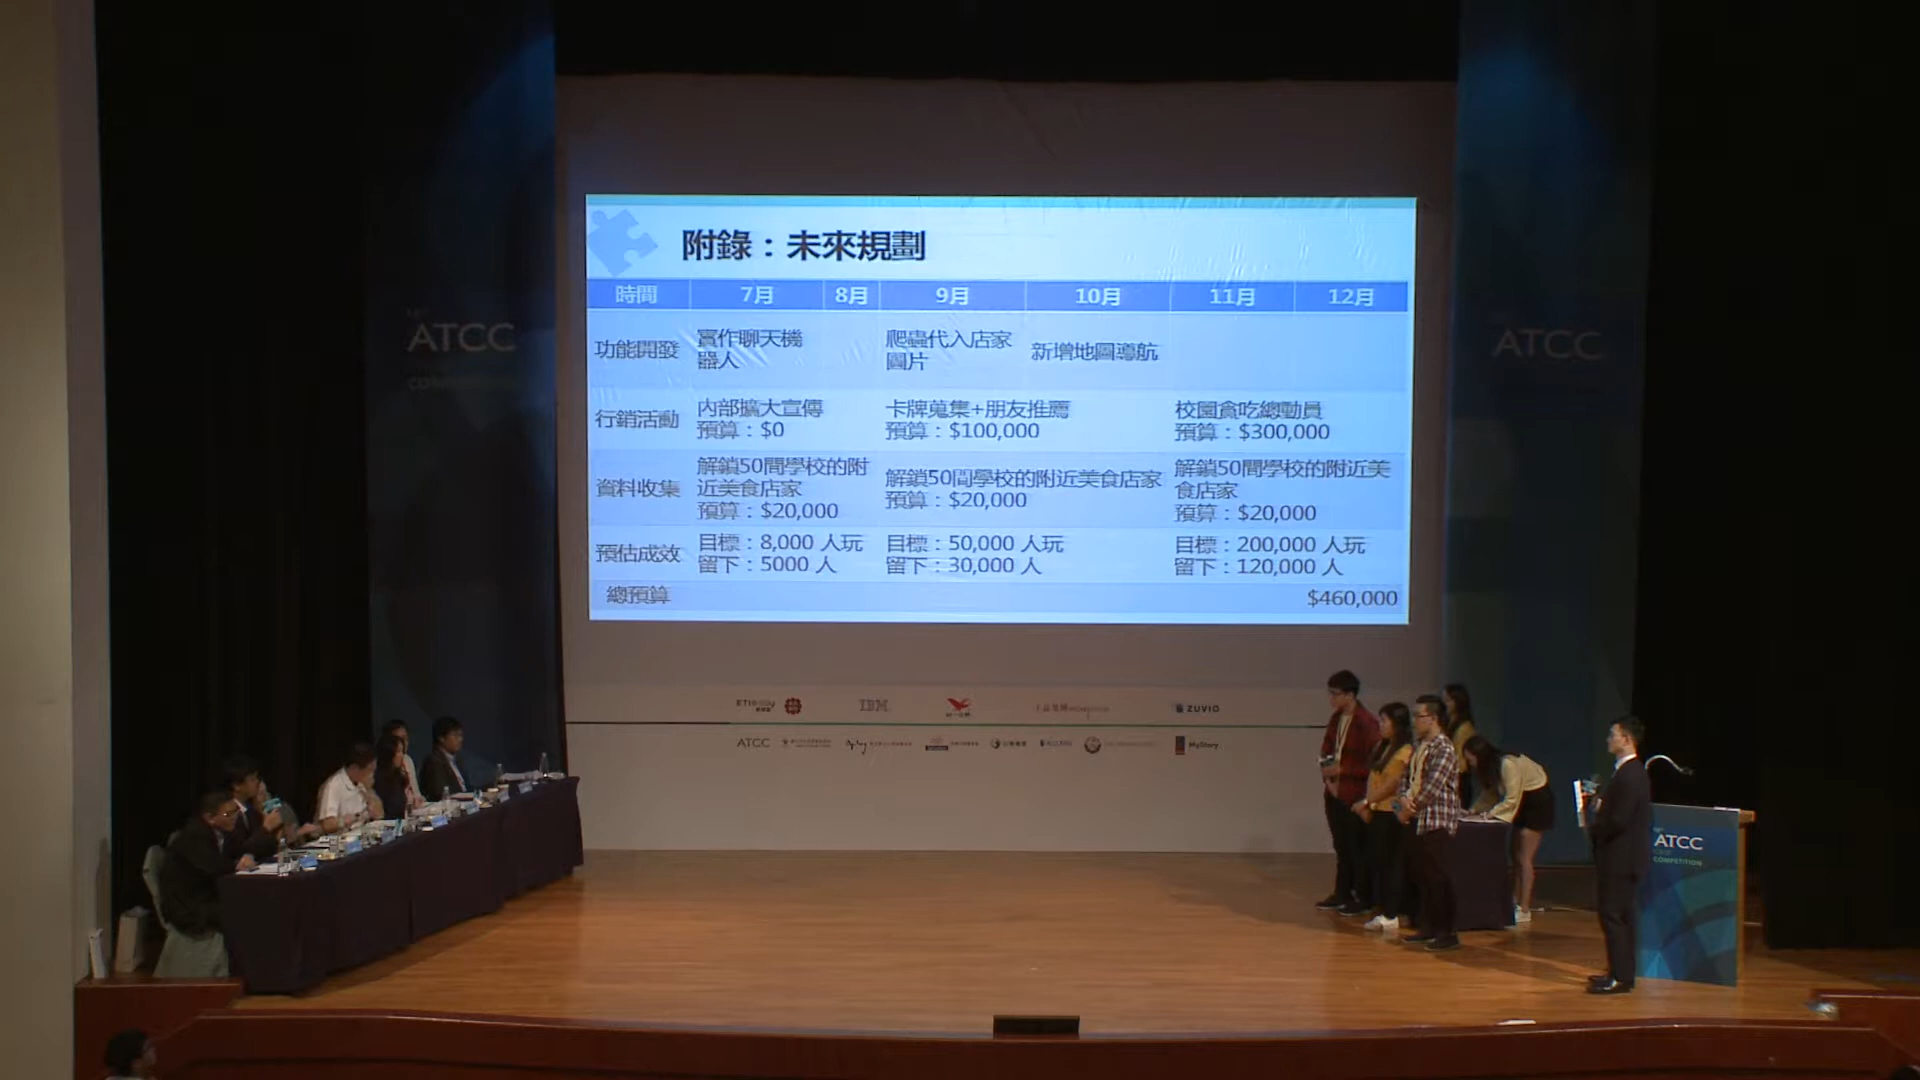 附錄：未來規劃
時間 7月 8月 9月 10月 11月 12月
功能開發
實作聊天機
器人
爬蟲代入店家
圖片
新增地圖導航
行銷活動
內部擴大宣傳
預算：$0
卡牌蒐集+朋友推薦
預算：$100,000
校園貪吃總動員
預算：$300,000
資料收集
解鎖50間學校的附
近美食店家
預算：$20,000
解鎖50間學校的附近美食店家
預算：$20,000
解鎖50間學校的附近美
食店家
預算：$20,000
預估成效
目標：8,000 人玩
留下：5000 人
目標：50,000 人玩
留下：30,000 人
目標：200,000 人玩
留下：120,000 人
總預算 $460,000
ATCC
ATCC
IBM
ZUVIO
ATCC
MyStory
ATCC
COMPETITION